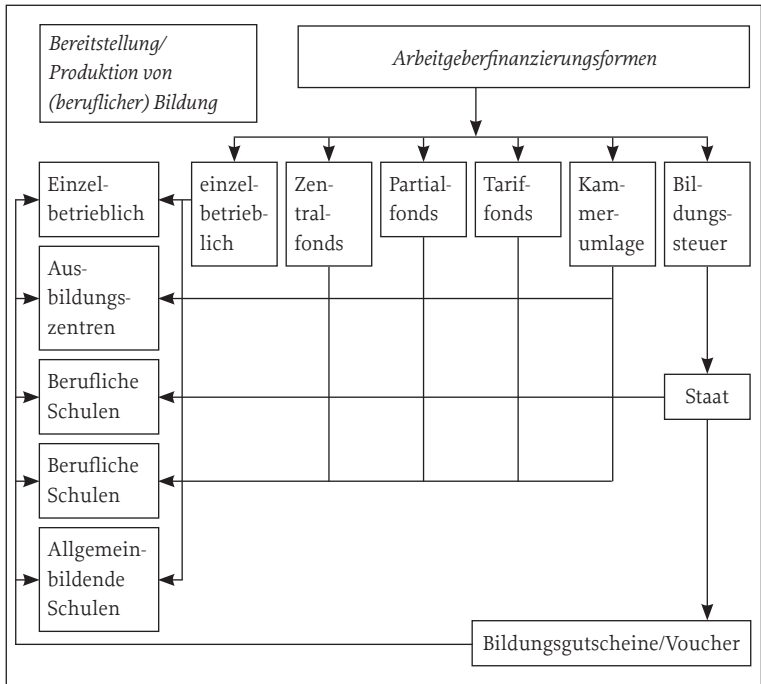 Bereitstellung/
Produktion von
(beruflicher) Bildung
Arbeitgeberfinanzierungsformen
Einzel-
betrieblich
einzel-
betrieb-
lich
Zen-
tral-
fonds
Partial-
fonds
Tarif-
fonds
Kam-
mer-
umlage
Bil-
dungs-
steuer
Aus-
bildungs-
zentren
Berufliche
Schulen
Staat
Berufliche
Schulen
Allgemein-
bildende
Schulen
Bildungsgutscheine/Voucher